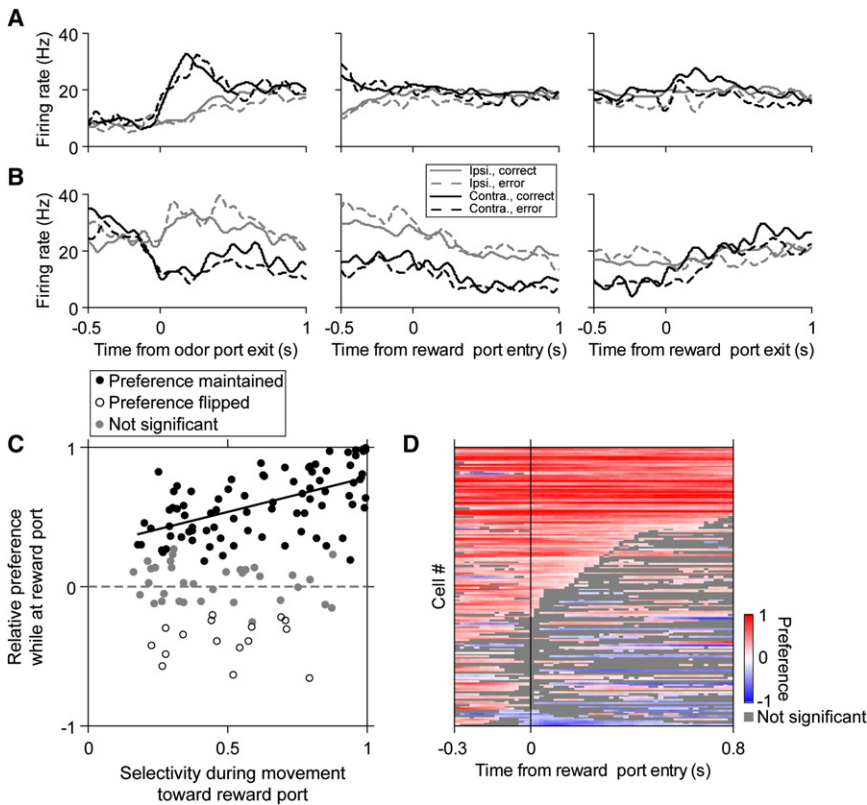 A
Firing rate (Hz)
40
20
0
B
Ipsi., correct
Ipsi., error
Contra., correct
Contra., error
Firing rate (Hz)
40
20
0
-0.5 0 1
-0.5 0 1
-0.5 0 1
Time from odor port exit (s)
Time from reward port entry (s)
Time from reward port exit (s)
Preference maintained
Preference flipped
Not significant
C
Relative preference
while at reward port
1
0
-1
0 0.5 1
Selectivity during movement
toward reward port
D
Cell #
-0.3 0 0.8
Time from reward port entry (s)
1
0
-1
Preference
Not significant